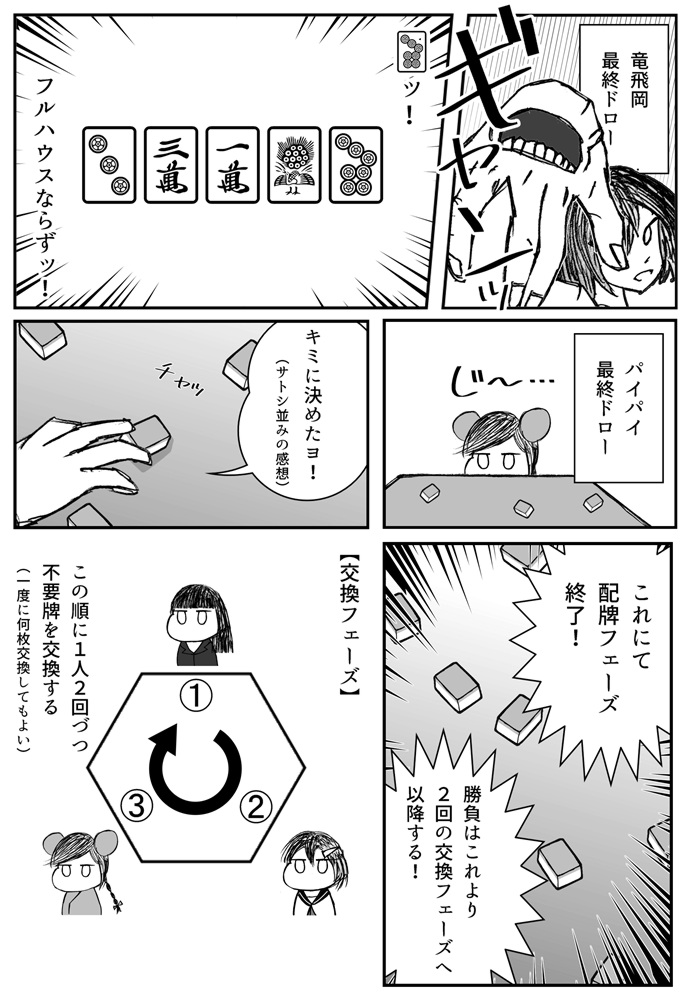 竜飛岡
最終ドロー
ギャーッ
ッ!
三萬
一萬
フルハウスならずッ!
パイパイ
最終ドロー
じ〜…
キミに決めたヨ!
(サトシ並みの感想)
チャッ
これにて
配牌フェーズ
終了!
勝負はこれより
2回の交換フェーズへ
以降する!
【交換フェーズ】
①
②
③
この順に1人2回づつ
不要牌を交換する
(一度に何枚交換してもよい)